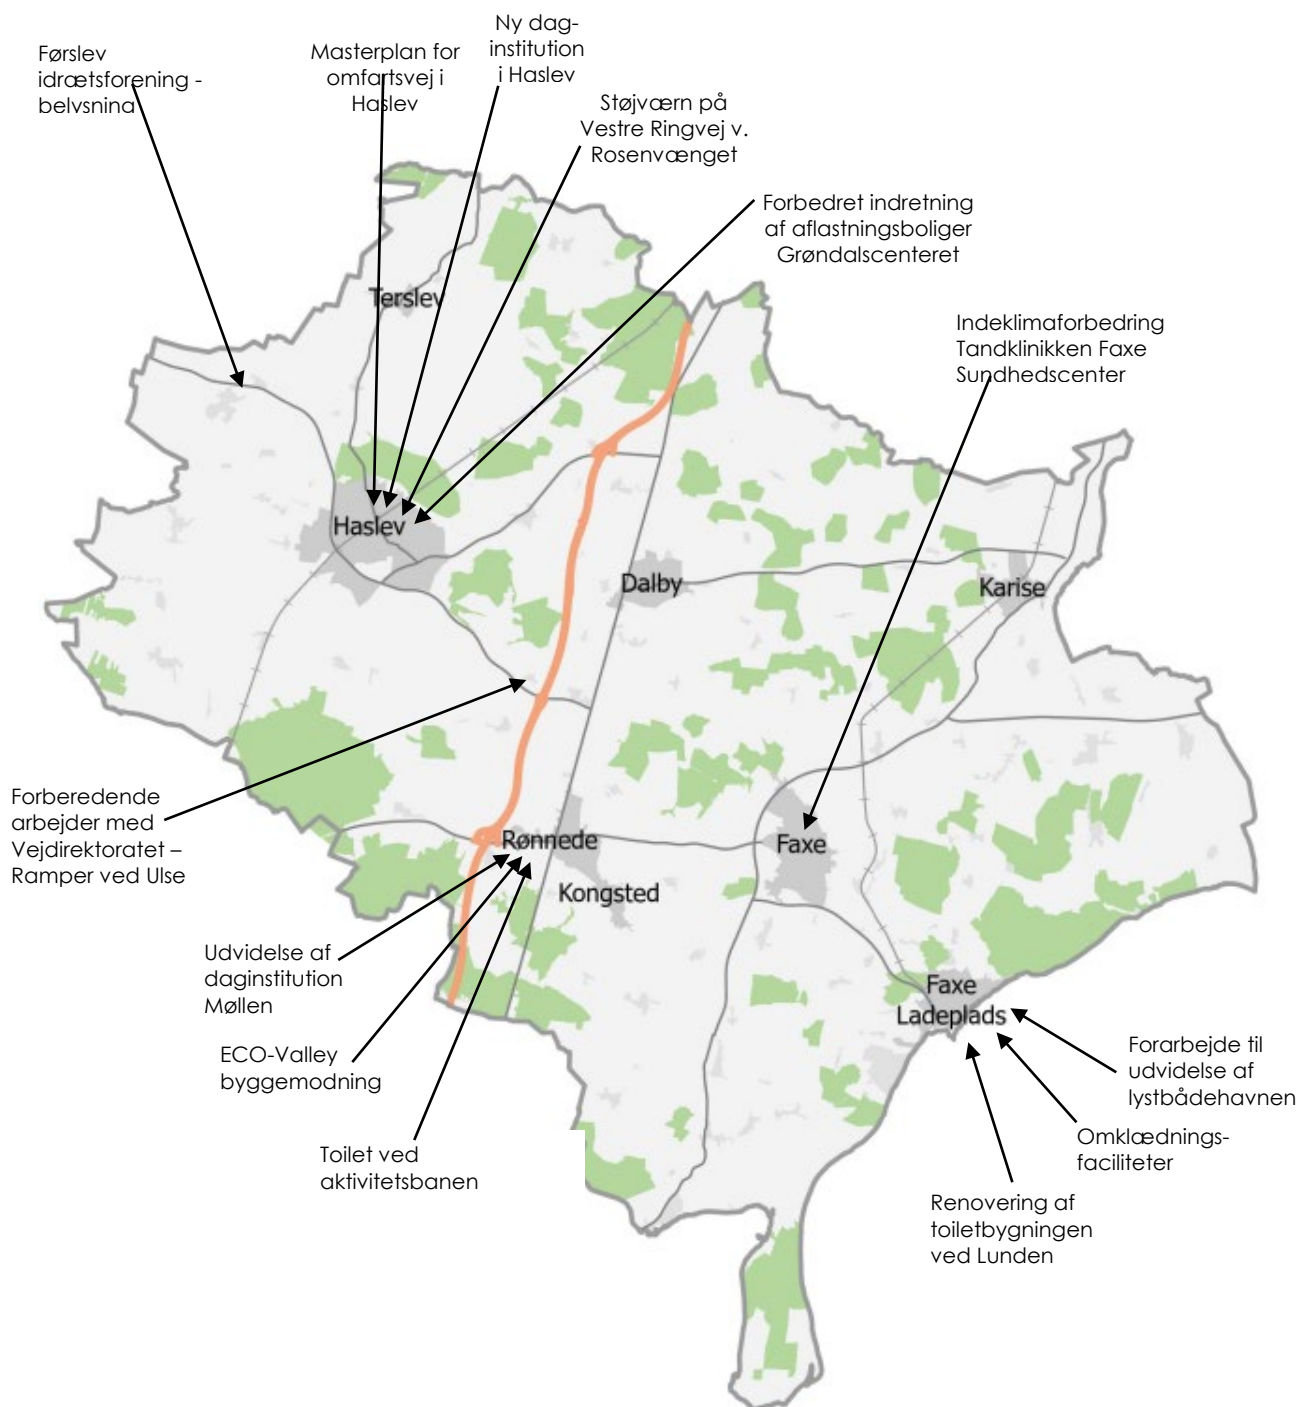 Førslev
idrætsforening -
belysning
Masterplan for
omfartsvej i
Haslev
Ny dag-
institution
i Haslev
Støjværn på
Vestre Ringvej v.
Rosenvænget
Forbedret indretning
af aflastningsboliger
Grøndalscenteret
Indeklimaforbedring
Tandklinikken Faxe
Sundhedscenter
Terslev
Haslev
Dalby
Karise
Forberedende
arbejder med
Vejdirektoratet –
Ramper ved Ulse
Rønnede
Faxe
Kongsted
Udvidelse af
daginstitution
Møllen
ECO-Valley
byggemodning
Toilet ved
aktivitetsbanen
Faxe
Ladeplads
Forarbejde til
udvidelse af
lystbådehavnen
Omklædnings-
faciliteter
Renovering af
toiletbygningen
ved Lunden